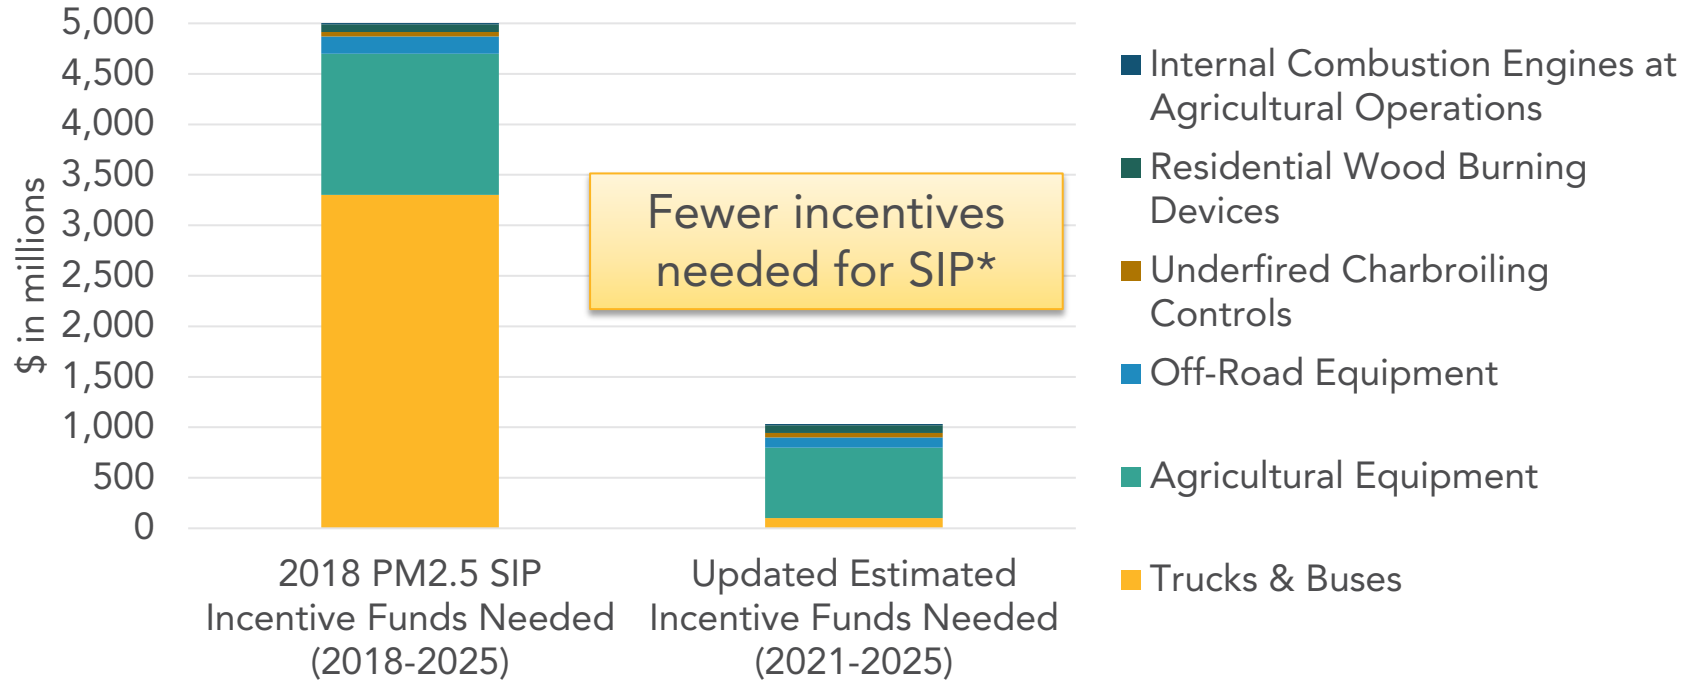 5,000
4,500
4,000
3,500
3,000
2,500
2,000
1,500
1,000
500
0
$ in millions
Fewer incentives
needed for SIP*
2018 PM2.5 SIP
Incentive Funds Needed
(2018-2025)
Updated Estimated
Incentive Funds Needed
(2021-2025)
Internal Combustion Engines at
Agricultural Operations
Residential Wood Burning
Devices
Underfired Charbroiling
Controls
Off-Road Equipment
Agricultural Equipment
Trucks & Buses